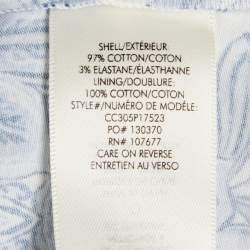 SHELL/EXTÉRIEUR
97% COTTON/COTON
3% ELASTANE/ÉLASTHANNE
LINING/DOUBLURE:
100% COTTON/COTON
STYLE#/NUMÉRO DE MODÈLE:
CC305P17523
PO# 130370
RN# 107677
CARE ON REVERSE
ENTRETIEN AU VERSO